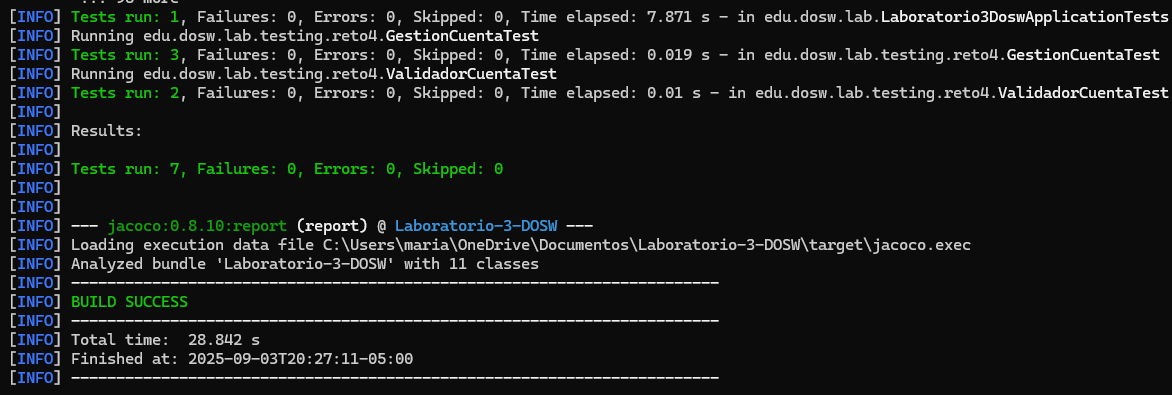 ... 98 more
[INFO] Tests run: 1, Failures: 0, Errors: 0, Skipped: 0, Time elapsed: 7.871 s - in edu.dosw.lab.Laboratorio3DoswApplicationTests
[INFO] Running edu.dosw.lab.testing.reto4.GestionCuentaTest
[INFO] Tests run: 3, Failures: 0, Errors: 0, Skipped: 0, Time elapsed: 0.019 s - in edu.dosw.lab.testing.reto4.GestionCuentaTest
[INFO] Running edu.dosw.lab.testing.reto4.ValidadorCuentaTest
[INFO] Tests run: 2, Failures: 0, Errors: 0, Skipped: 0, Time elapsed: 0.01 s - in edu.dosw.lab.testing.reto4.ValidadorCuentaTest
[INFO]
[INFO] Results:
[INFO]
[INFO] Tests run: 7, Failures: 0, Errors: 0, Skipped: 0
[INFO]
[INFO]
[INFO] --- jacoco:0.8.10:report (report) @ Laboratorio-3-DOSW ---
[INFO] Loading execution data file C:\Users\maria\OneDrive\Documentos\Laboratorio-3-DOSW\target\jacoco.exec
[INFO] Analyzed bundle 'Laboratorio-3-DOSW' with 11 classes
[INFO] ------------------------------------------------------------------------
[INFO] BUILD SUCCESS
[INFO] ------------------------------------------------------------------------
[INFO] Total time:  28.842 s
[INFO] Finished at: 2025-09-03T20:27:11-05:00
[INFO] ------------------------------------------------------------------------